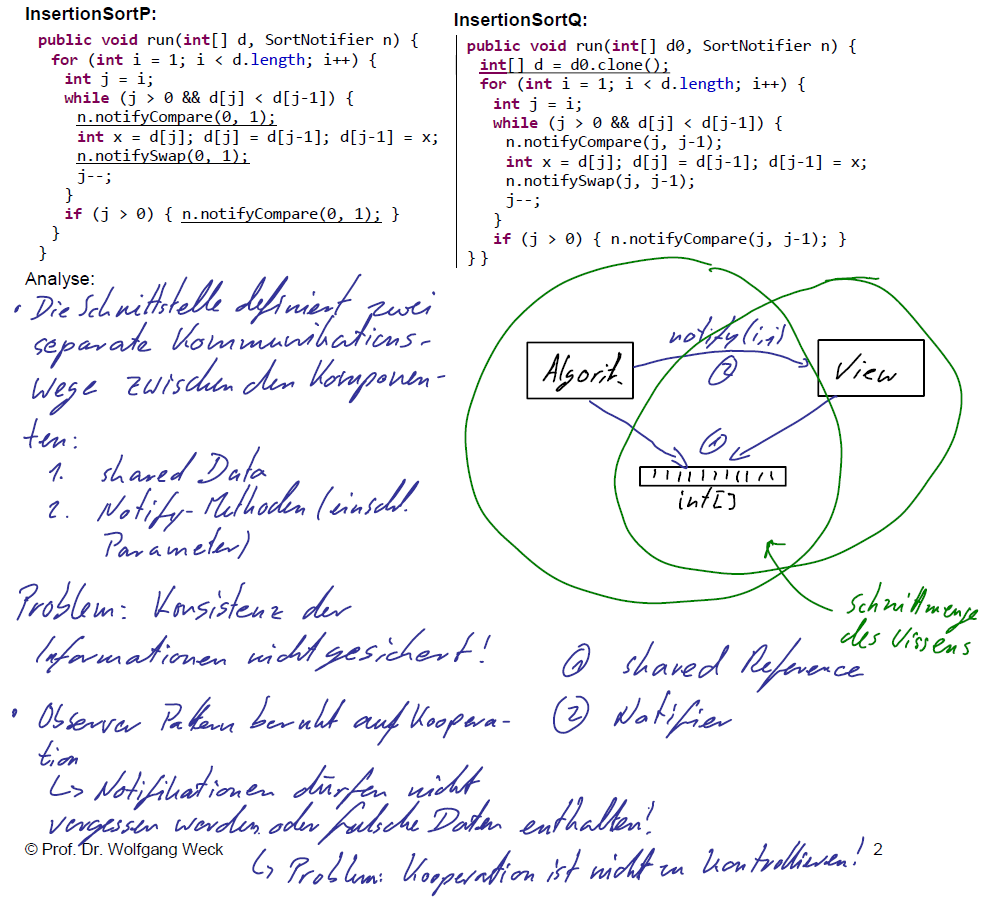 InsertionSortP:
public void run(int[] d, SortNotifier n) {
for (int i = 1; i < d.length; i++) {
int j = i;
while (j > 0 && d[j] < d[j-1]) {
n.notifyCompare(0, 1);
int x = d[j]; d[j] = d[j-1]; d[j-1] = x;
n.notifySwap(0, 1);
j--;
}
if (j > 0) { n.notifyCompare(0, 1); }
}
}
InsertionSortQ:
public void run(int[] d0, SortNotifier n) {
int[] d = d0.clone();
for (int i = 1; i < d.length; i++) {
int j = i;
while (j > 0 && d[j] < d[j-1]) {
n.notifyCompare(j, j-1);
int x = d[j]; d[j] = d[j-1]; d[j-1] = x;
n.notifySwap(j, j-1);
j--;
}
if (j > 0) { n.notifyCompare(j, j-1); }
} }
Analyse:
• Die Schnittstelle definiert zwei
separate Kommunikations-
wege zwischen den Komponen-
ten:
1. shared Data
2. Notify-Methoden (einschl.
Parameter)
Problem: Konsistenz der
Informationen nicht gesichert!
• Observer Pattern beruht auf Koopera-
tion
↳ Notifikationen dürfen nicht
vergessen werden oder falsche Daten enthalten!
↳ Problem: Kooperation ist nicht zu kontrollieren!
notify(i,j)
②
Algorit.
View
①
int[]
Schnittmenge
des Wissens
① shared Reference
② Notifier
© Prof. Dr. Wolfgang Weck
2